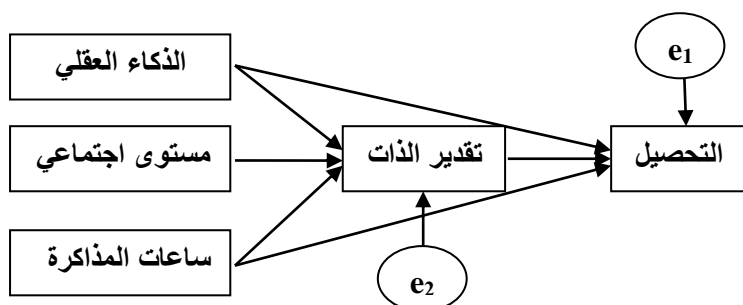 الذكاء العقلي
e1
مستوى اجتماعي
تقدير الذات
التحصيل
ساعات المذاكرة
e2